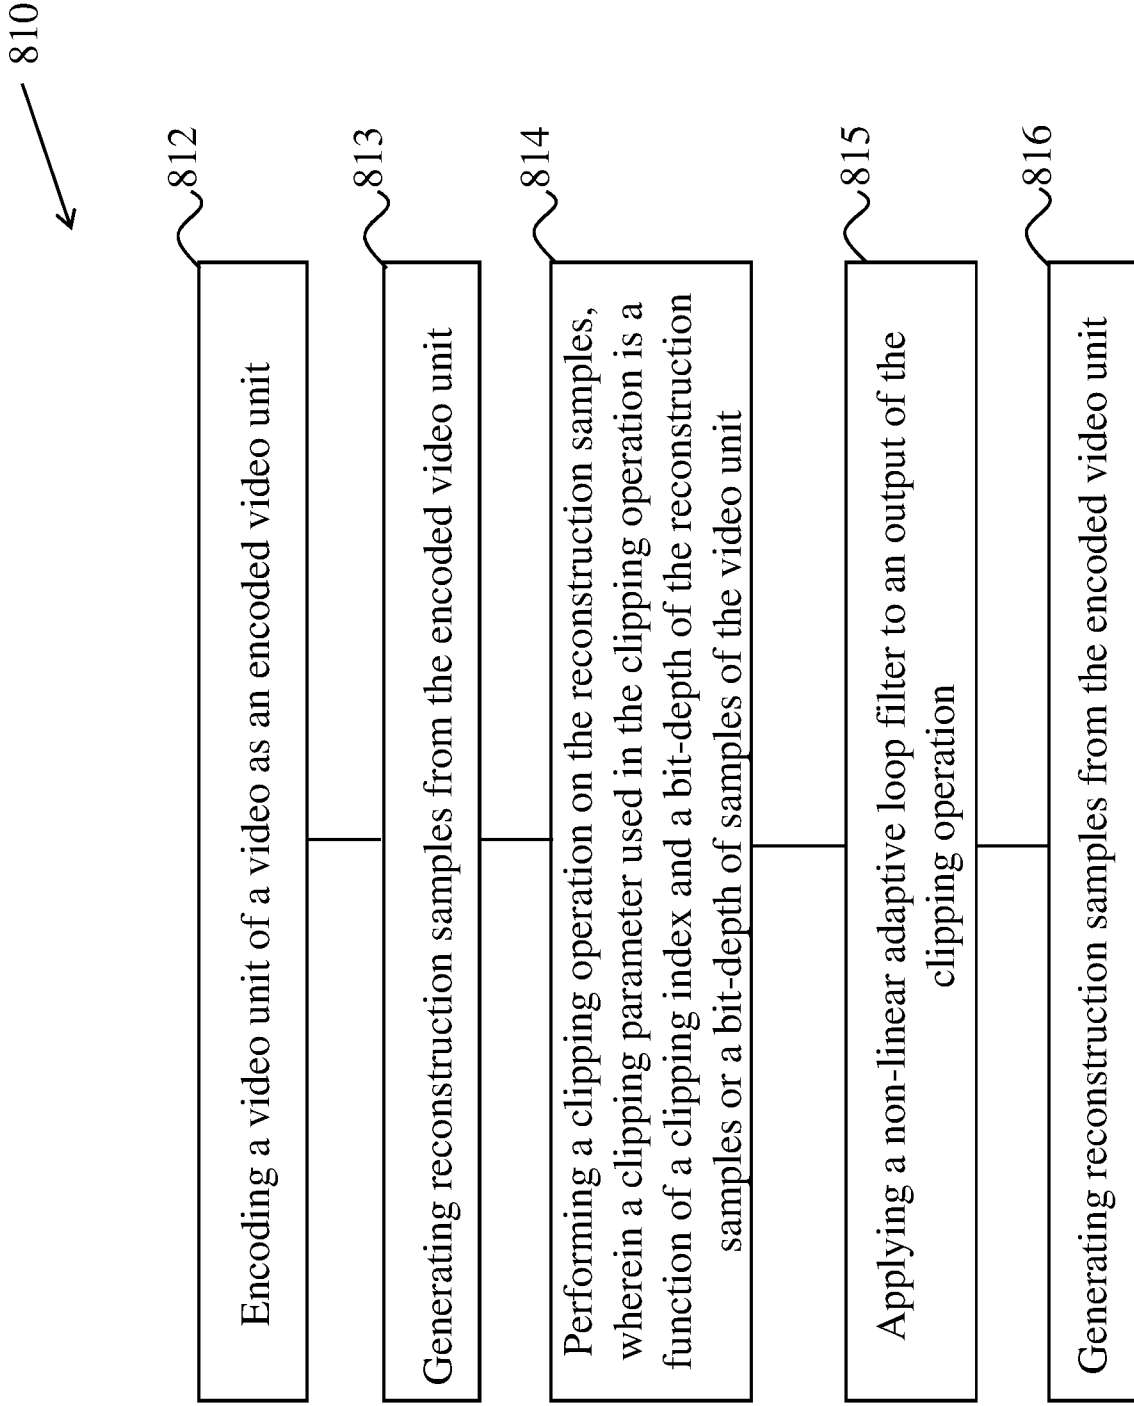 810
812
Encoding a video unit of a video as an encoded video unit
813
Generating reconstruction samples from the encoded video unit
814
Performing a clipping operation on the reconstruction samples,
wherein a clipping parameter used in the clipping operation is a
function of a clipping index and a bit-depth of the reconstruction
samples or a bit-depth of samples of the video unit
815
Applying a non-linear adaptive loop filter to an output of the
clipping operation
816
Generating reconstruction samples from the encoded video unit